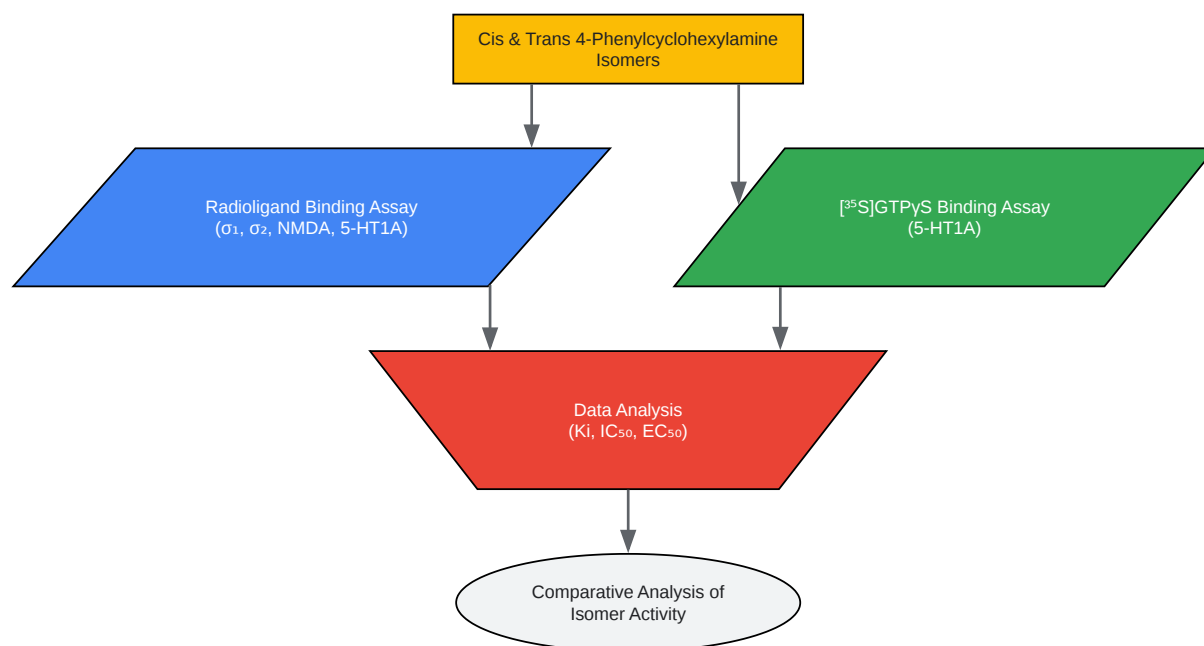 Cis & Trans 4-Phenylcyclohexylamine
Isomers
Radioligand Binding Assay
(σ₁, σ₂, NMDA, 5-HT1A)
[³⁵S]GTPγS Binding Assay
(5-HT1A)
Data Analysis
(Ki, IC₅₀, EC₅₀)
Comparative Analysis of
Isomer Activity